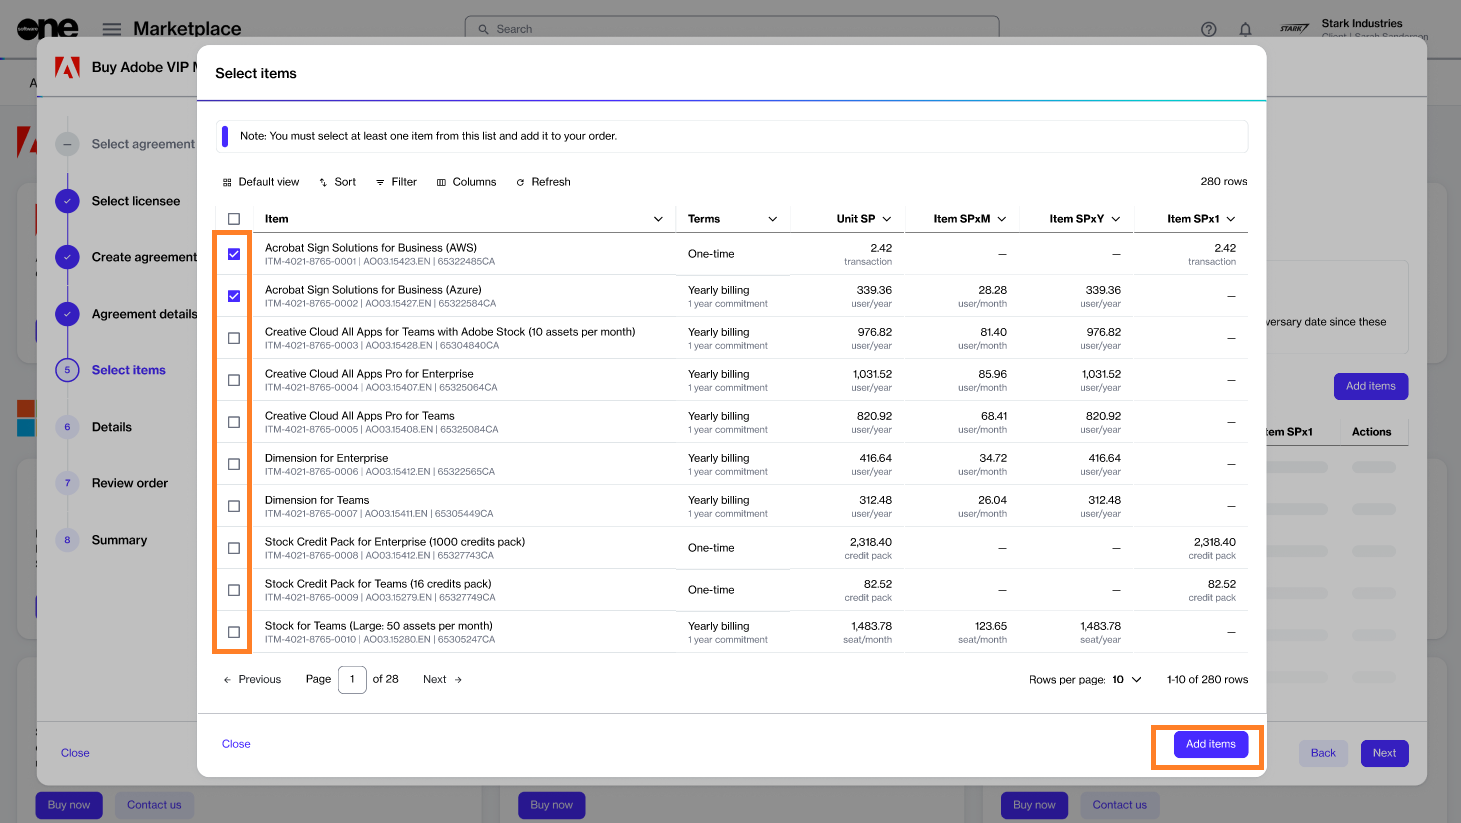 software one
Marketplace
Search
STARK
Stark Industries
Client | Sarah Sanderson
Buy Adobe VIP M
A
Select items
Note: You must select at least one item from this list and add it to your order.
Default view
Sort
Filter
Columns
Refresh
280 rows
Item
Terms
Unit SP
Item SPxM
Item SPxY
Item SPx1
Acrobat Sign Solutions for Business (AWS)
ITM-4021-8765-0001 | AO03.15423.EN | 65322485CA
One-time
2.42
transaction
—
—
2.42
transaction
Acrobat Sign Solutions for Business (Azure)
ITM-4021-8765-0002 | AO03.15427.EN | 65322584CA
Yearly billing
1 year commitment
339.36
user/year
28.28
user/month
339.36
user/year
—
Creative Cloud All Apps for Teams with Adobe Stock (10 assets per month)
ITM-4021-8765-0003 | AO03.15428.EN | 65304840CA
Yearly billing
1 year commitment
976.82
user/year
81.40
user/month
976.82
user/year
—
Creative Cloud All Apps Pro for Enterprise
ITM-4021-8765-0004 | AO03.15407.EN | 65325064CA
Yearly billing
1 year commitment
1,031.52
user/year
85.96
user/month
1,031.52
user/year
—
Creative Cloud All Apps Pro for Teams
ITM-4021-8765-0005 | AO03.15408.EN | 65325084CA
Yearly billing
1 year commitment
820.92
user/year
68.41
user/month
820.92
user/year
—
Dimension for Enterprise
ITM-4021-8765-0006 | AO03.15412.EN | 65322565CA
Yearly billing
1 year commitment
416.64
user/year
34.72
user/month
416.64
user/year
—
Dimension for Teams
ITM-4021-8765-0007 | AO03.15411.EN | 65305449CA
Yearly billing
1 year commitment
312.48
user/year
26.04
user/month
312.48
user/year
—
Stock Credit Pack for Enterprise (1000 credits pack)
ITM-4021-8765-0008 | AO03.15412.EN | 65327743CA
One-time
2,318.40
credit pack
—
—
2,318.40
credit pack
Stock Credit Pack for Teams (16 credits pack)
ITM-4021-8765-0009 | AO03.15279.EN | 65327749CA
One-time
82.52
credit pack
—
—
82.52
credit pack
Stock for Teams (Large: 50 assets per month)
ITM-4021-8765-0010 | AO03.15280.EN | 65305247CA
Yearly billing
1 year commitment
1,483.78
seat/month
123.65
seat/month
1,483.78
seat/year
—
Previous
Page 1 of 28
Next
Rows per page: 10
1-10 of 280 rows
Close
Add items
Select agreement
Select licensee
Create agreement
Agreement details
5 Select items
6 Details
7 Review order
8 Summary
Close
versary date since these
Add items
tem SPx1
Actions
Back
Next
Buy now
Contact us
Buy now
Buy now
Contact us